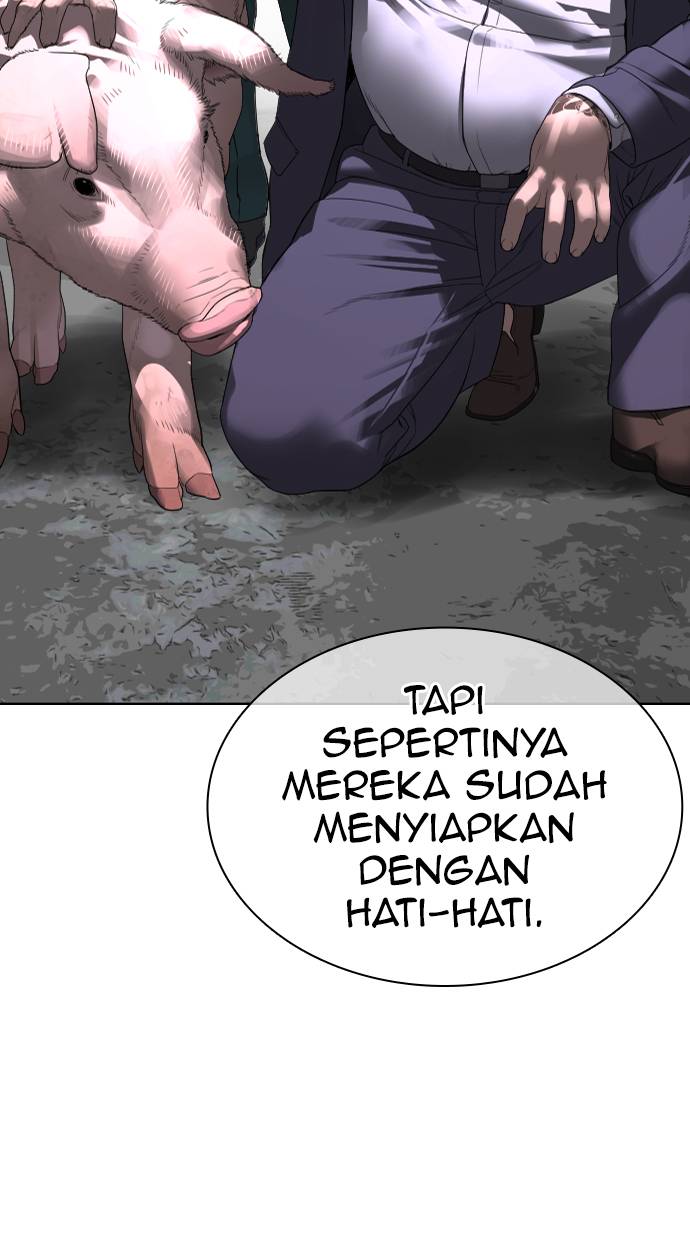 TAPI
SEPERTINYA
MEREKA SUDAH
MENYIAPKAN
DENGAN
HATI-HATI.